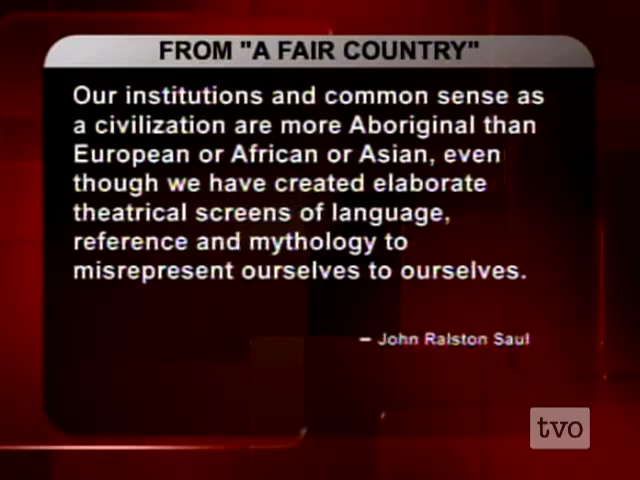 FROM "A FAIR COUNTRY"
Our institutions and common sense as
a civilization are more Aboriginal than
European or African or Asian, even
though we have created elaborate
theatrical screens of language,
reference and mythology to
misrepresent ourselves to ourselves.
– John Ralston Saul
tvo